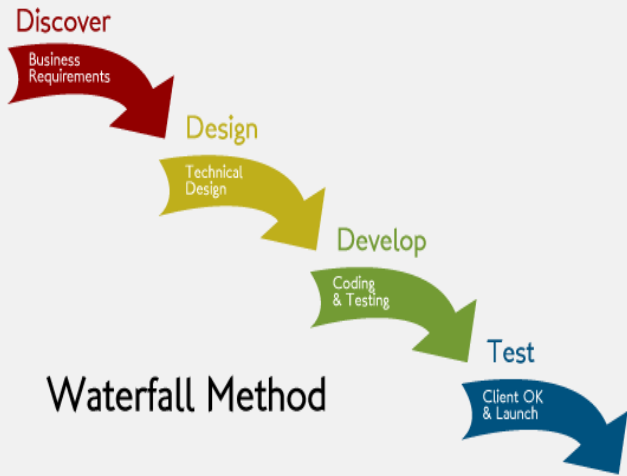 Discover
Business
Requirements
Design
Technical
Design
Develop
Coding
& Testing
Test
Client OK
& Launch
Waterfall Method